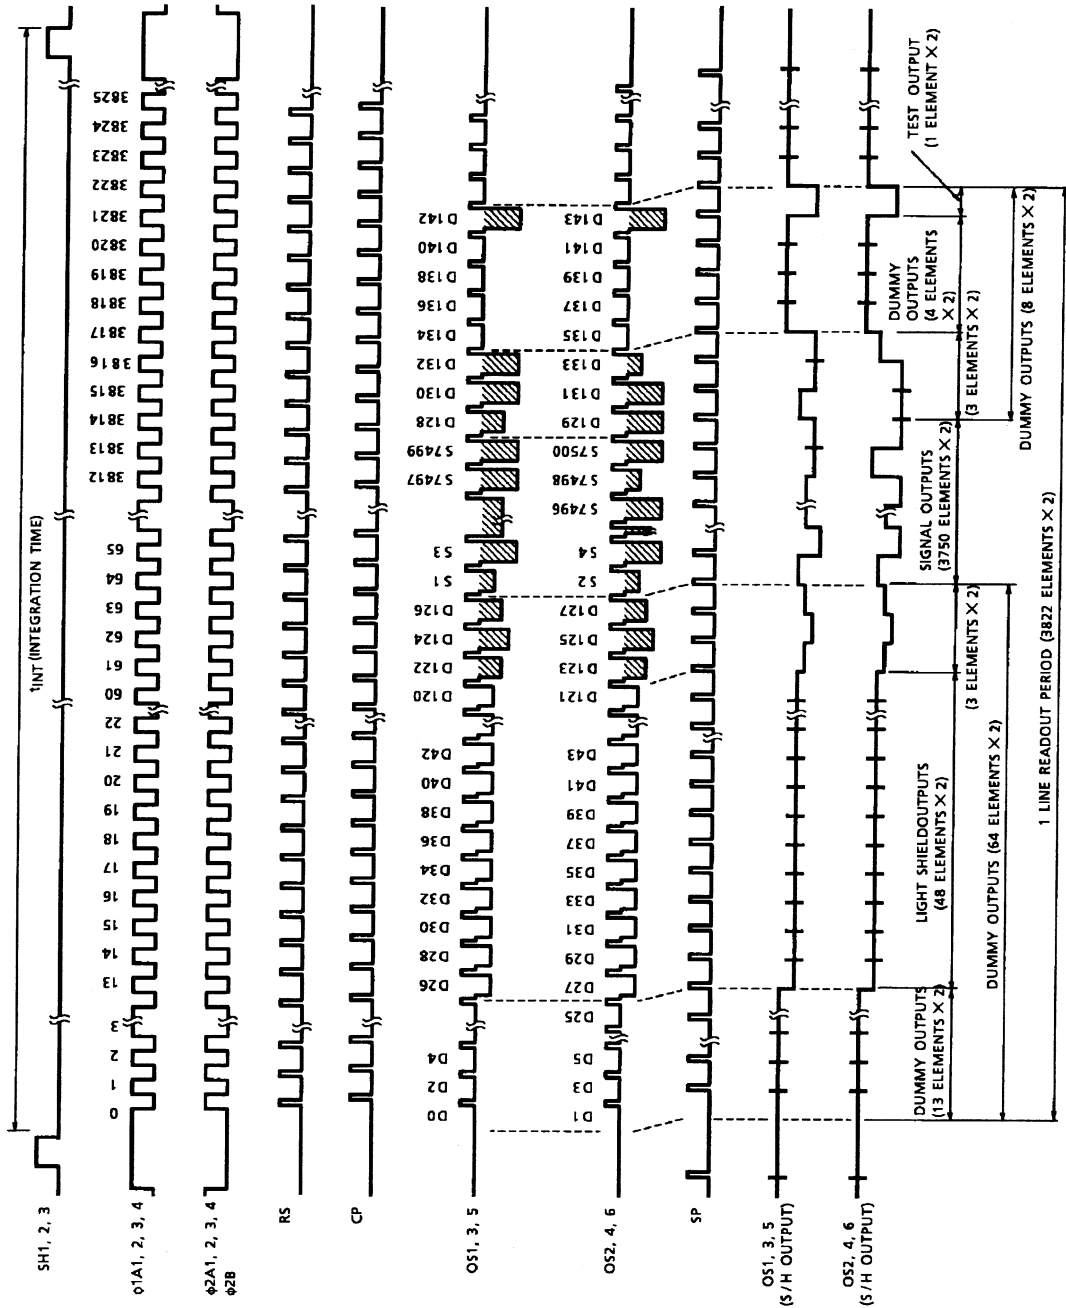 tINT (INTEGRATION TIME)
SH1, 2, 3
φ1A1, 2, 3, 4
0 1 2 3 13 14 15 16 17 18 19 20 21 22 60 61 62 63 64 65 3812 3813 3814 3815 3816 3817 3818 3819 3820 3821 3822 3823 3824 3825
φ2A1, 2, 3, 4
φ2B
RS
CP
OS1, 3, 5
D0 D2 D4 D26 D28 D30 D32 D34 D36 D38 D40 D42 D120 D122 D124 D126 S1 S3 S7497 S7499 D128 D130 D132 D134 D136 D138 D140 D142
OS2, 4, 6
D1 D3 D5 D25 D27 D29 D31 D33 D35 D37 D39 D41 D43 D121 D123 D125 D127 S2 S4 S7496 S7498 S7500 D129 D131 D133 D135 D137 D139 D141 D143
SP
OS1, 3, 5
(S/H OUTPUT)
OS2, 4, 6
(S/H OUTPUT)
DUMMY OUTPUTS
(13 ELEMENTS × 2)
LIGHT SHIELDOUTPUTS
(48 ELEMENTS × 2)
(3 ELEMENTS × 2)
SIGNAL OUTPUTS
(3750 ELEMENTS × 2)
(3 ELEMENTS × 2)
DUMMY
OUTPUTS
(4 ELEMENTS
× 2)
TEST OUTPUT
(1 ELEMENT × 2)
DUMMY OUTPUTS (64 ELEMENTS × 2)
DUMMY OUTPUTS (8 ELEMENTS × 2)
1 LINE READOUT PERIOD (3822 ELEMENTS × 2)